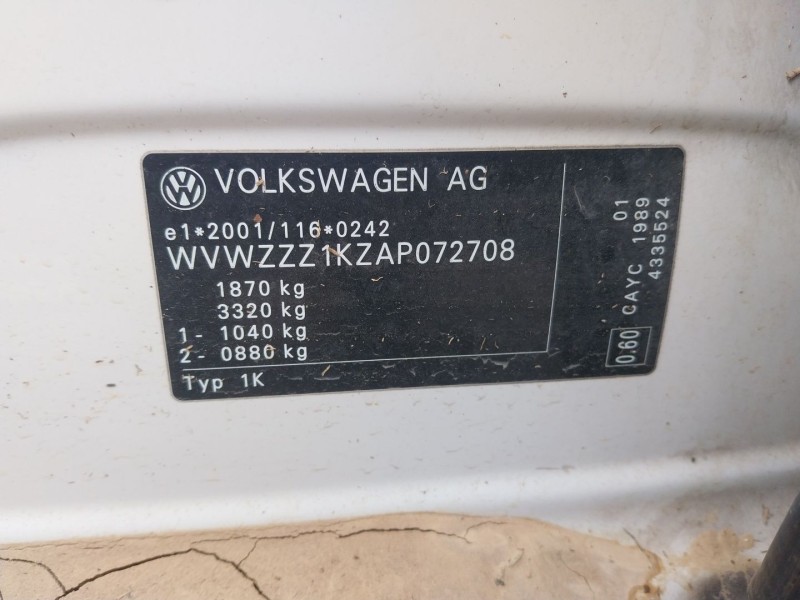 VOLKSWAGEN AG
e1*2001/116*0242
WVWZZZ1KZAP072708
1870 kg
3320 kg
1- 1040 kg
2- 0880 kg
Typ 1K
01
CAYC 1989
4335524
0.60